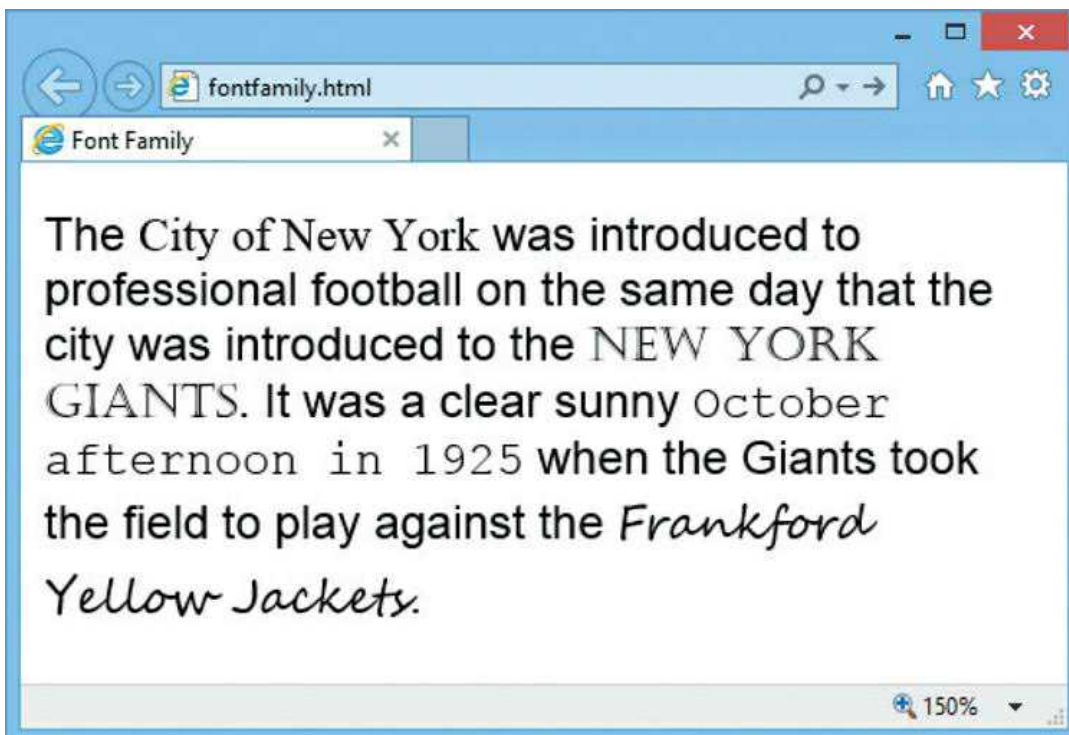 fontfamily.html
Font Family
The City of New York was introduced to
professional football on the same day that the
city was introduced to the NEW YORK
GIANTS. It was a clear sunny October
afternoon in 1925 when the Giants took
the field to play against the Frankford
Yellow Jackets.
150%